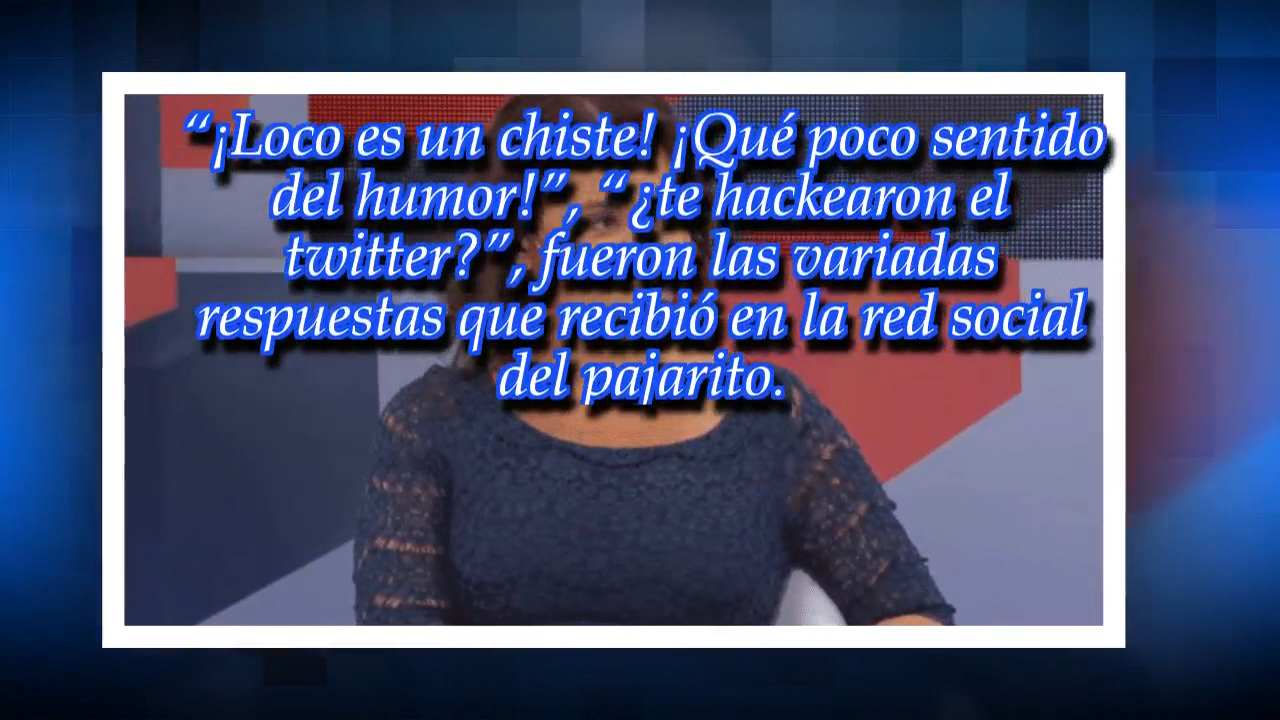 “¡Loco es un chiste! ¡Qué poco sentido
del humor!”, “¿te hackearon el
twitter?”, fueron las variadas
respuestas que recibió en la red social
del pajarito.